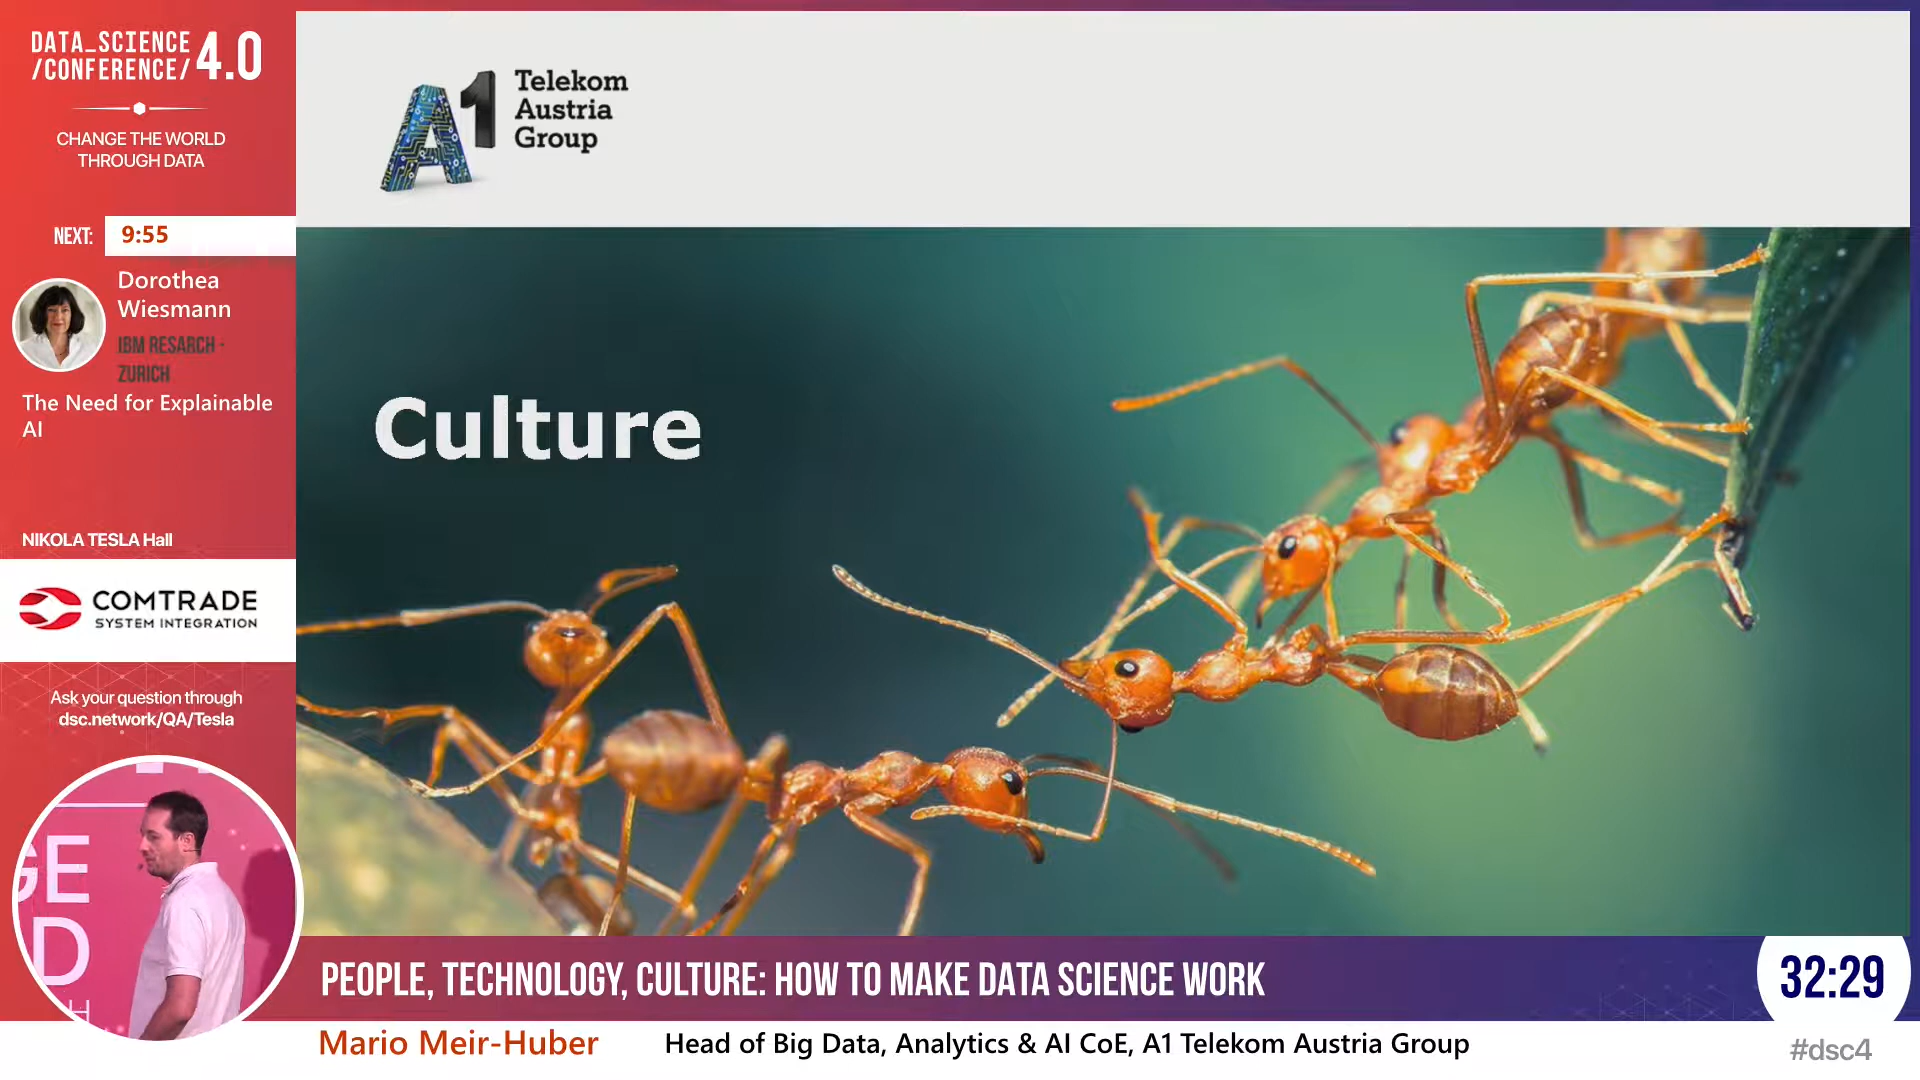 DATA_SCIENCE
/CONFERENCE/ 4.0
CHANGE THE WORLD
THROUGH DATA
NEXT: 9:55
Dorothea
Wiesmann
IBM RESARCH -
ZURICH
The Need for Explainable
AI
NIKOLA TESLA Hall
COMTRADE
SYSTEM INTEGRATION
Ask your question through
dsc.network/QA/Tesla
GE
D
H
A1 Telekom
Austria
Group
Culture
PEOPLE, TECHNOLOGY, CULTURE: HOW TO MAKE DATA SCIENCE WORK
32:29
Mario Meir-Huber
Head of Big Data, Analytics & AI CoE, A1 Telekom Austria Group
#dsc4